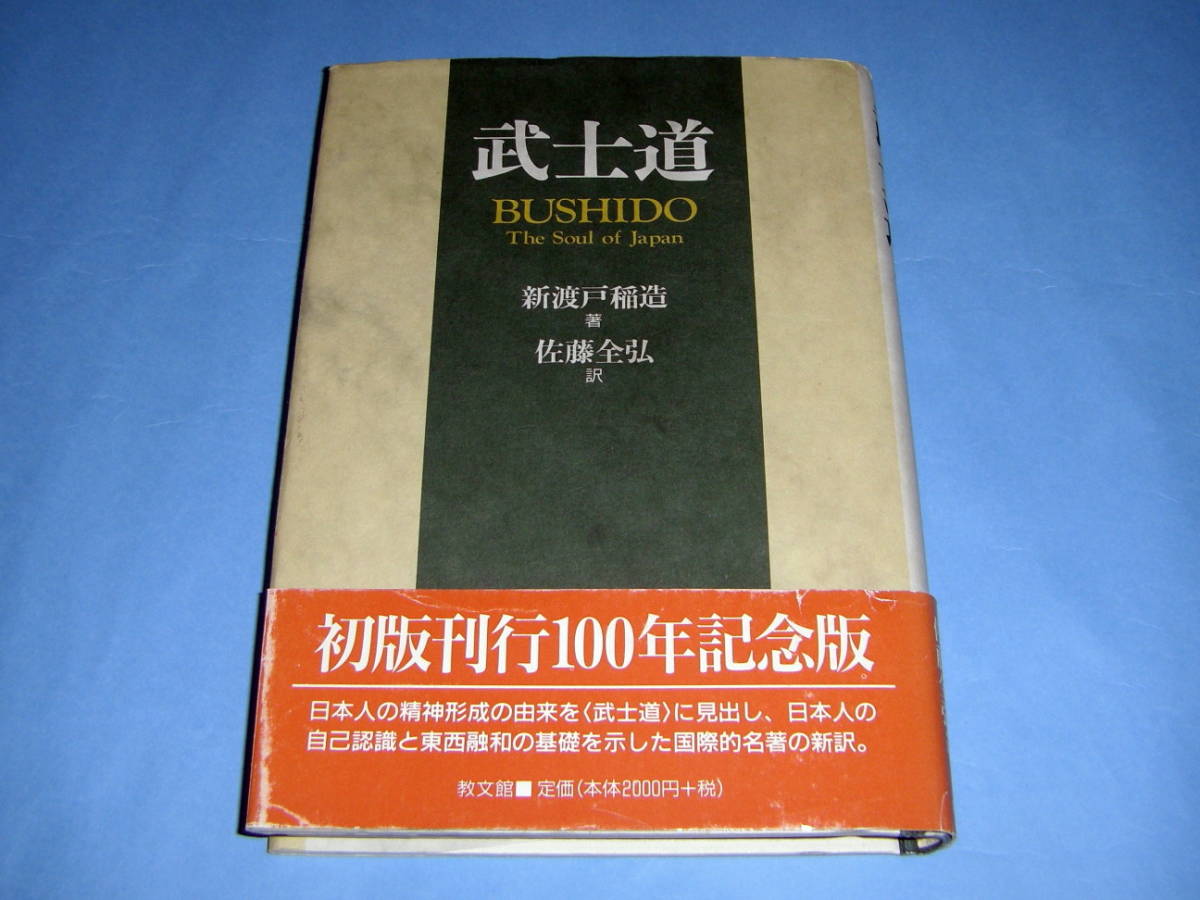 武士道
BUSHIDO
The Soul of Japan
新渡戸稲造
著
佐藤全弘
訳
初版刊行100年記念版。
日本人の精神形成の由来を〈武士道〉に見出し、日本人の
自己認識と東西融和の基礎を示した国際的名著の新訳。
教文館■定価(本体2000円+税)